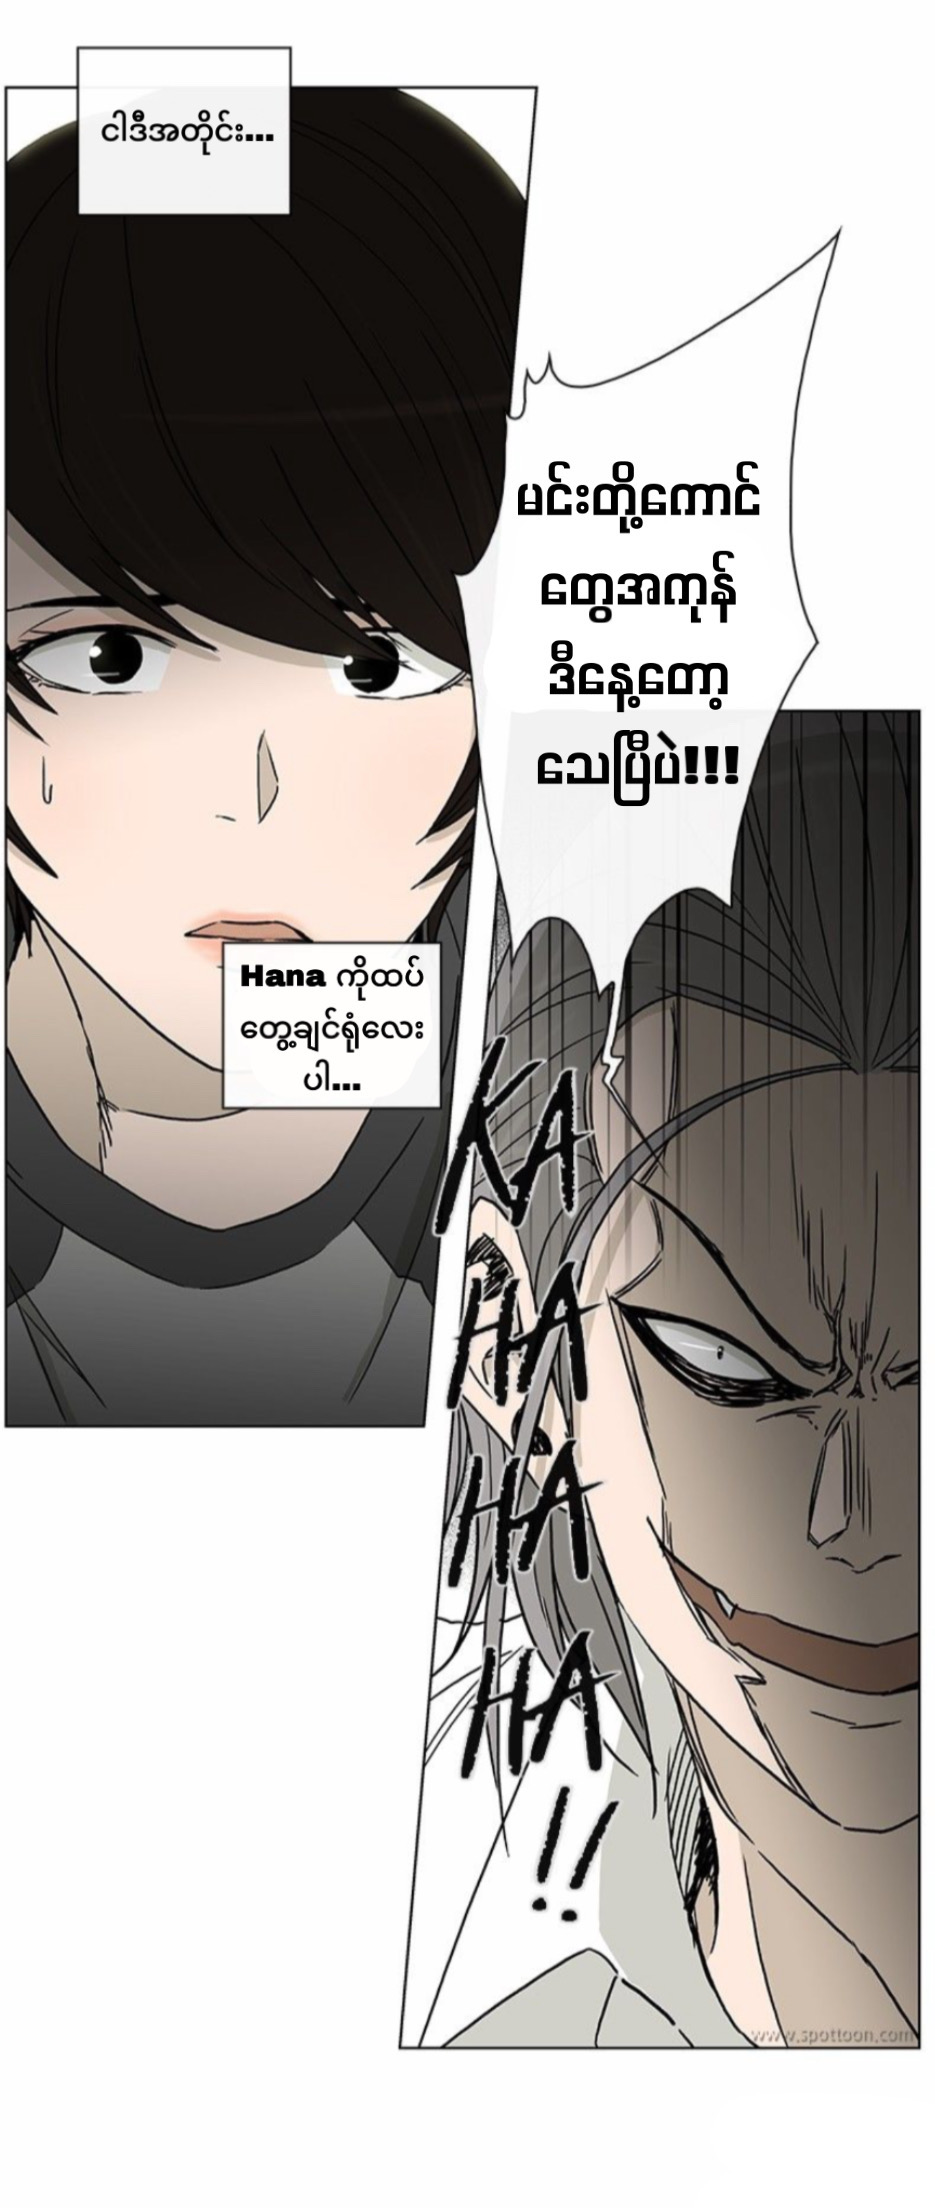 ငါဒီအတိုင်း...
မင်းတို့ကောင်
တွေအကုန်
ဒီနေ့တော့
သေပြီပဲ!!!
Hana ကိုထပ်
တွေ့ချင်ရုံလေး
ပါ...
KA
HA
HA
HA
!!
www.spottoon.com